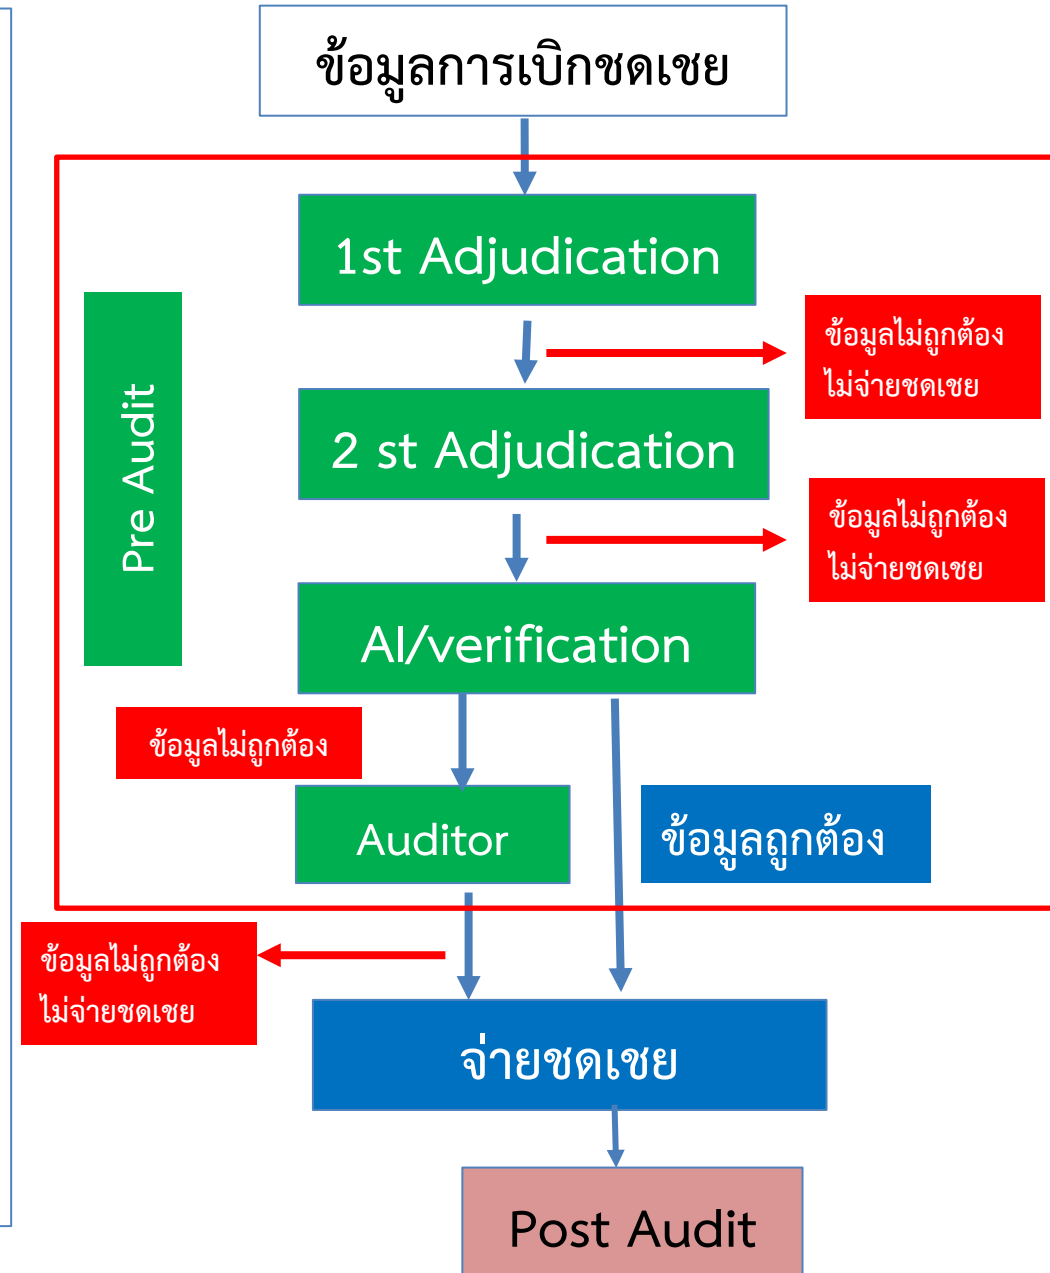 ข้อมูลการเบิกชดเชย
1st Adjudication
ข้อมูลไม่ถูกต้อง
ไม่จ่ายชดเชย
Pre Audit
2 st Adjudication
ข้อมูลไม่ถูกต้อง
ไม่จ่ายชดเชย
AI/verification
ข้อมูลไม่ถูกต้อง
Auditor
ข้อมูลถูกต้อง
ข้อมูลไม่ถูกต้อง
ไม่จ่ายชดเชย
จ่ายชดเชย
Post Audit